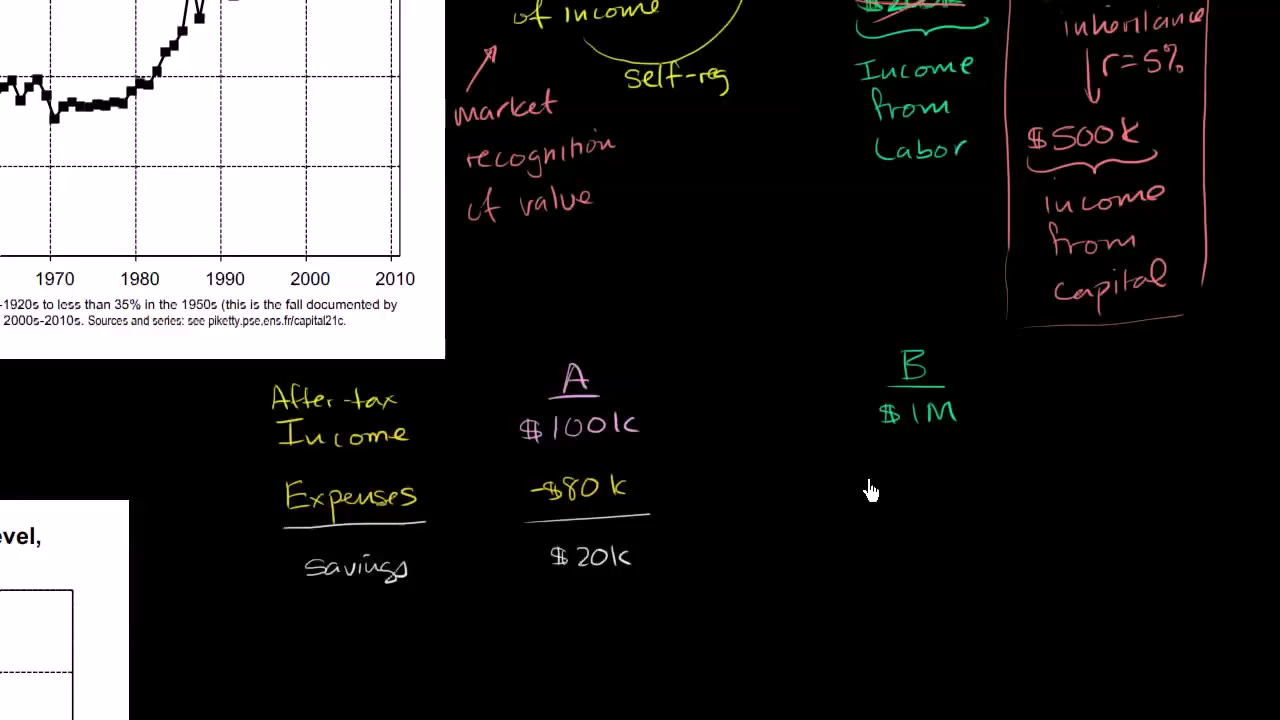 of income
self-reg
market
recognition
of value
$200k
Income
from
Labor
inheritance
r=5%
$500k
income
from
capital
1970 1980 1990 2000 2010
-1920s to less than 35% in the 1950s (this is the fall documented by
2000s-2010s. Sources and series: see piketty.pse.ens.fr/capital21c.
A B
After-tax
Income $100k $1M
Expenses -$80k
Savings $20k
evel,